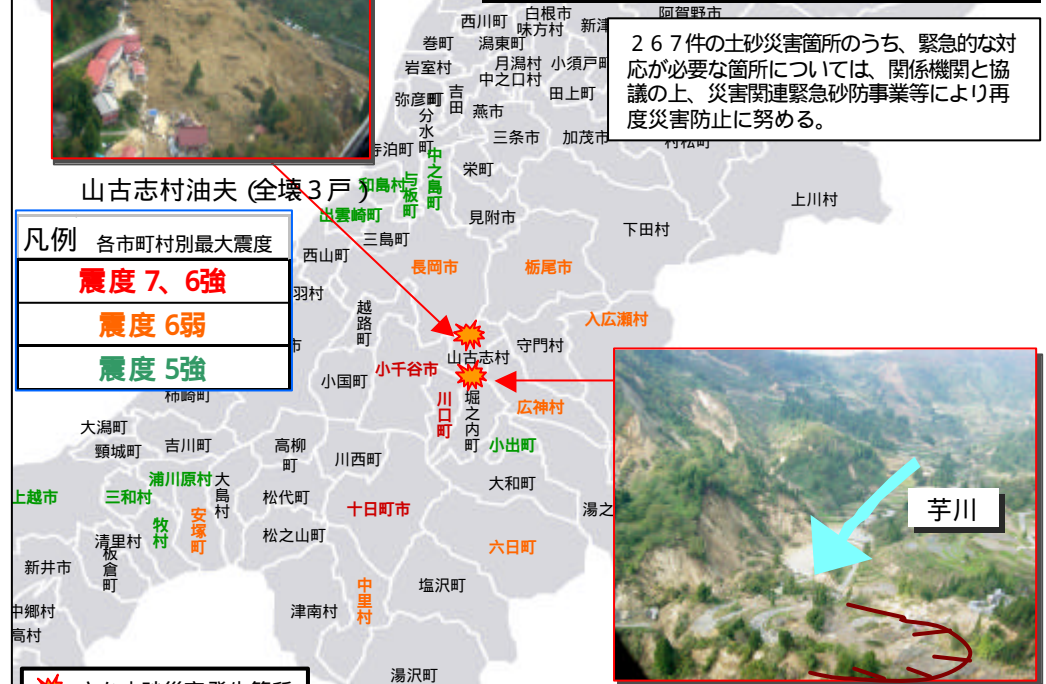 西川町
白根市
味方村
新津
阿賀野市
巻町
潟東町
岩室村
月潟村
小須戸町
中之口村
田上町
２６７件の土砂災害箇所のうち、緊急的な対
応が必要な箇所については、関係機関と協
議の上、災害関連緊急砂防事業等により再
度災害防止に努める。
弥彦町
吉田
燕市
分水町
三条市
加茂市
村松町
寺泊町
中之島町
栄町
山古志村油夫（全壊３戸）
和島村
与板町
出雲崎町
見附市
上川村
下田村
三島町
西山町
長岡市
栃尾市
凡例 各市町村別最大震度
震度 7、6強
震度 6弱
震度 5強
羽村
越路町
入広瀬村
市
山古志村
守門村
小千谷市
小国町
川口町
堀之内町
広神村
柿崎町
大潟町
頸城町
吉川町
高柳町
川西町
小出町
上越市
三和村
浦川原村
大島村
松代町
十日町市
大和町
湯之
芋川
牧村
安塚町
清里村
板倉町
松之山町
六日町
新井市
中里村
塩沢町
中郷村
津南村
高村
湯沢町